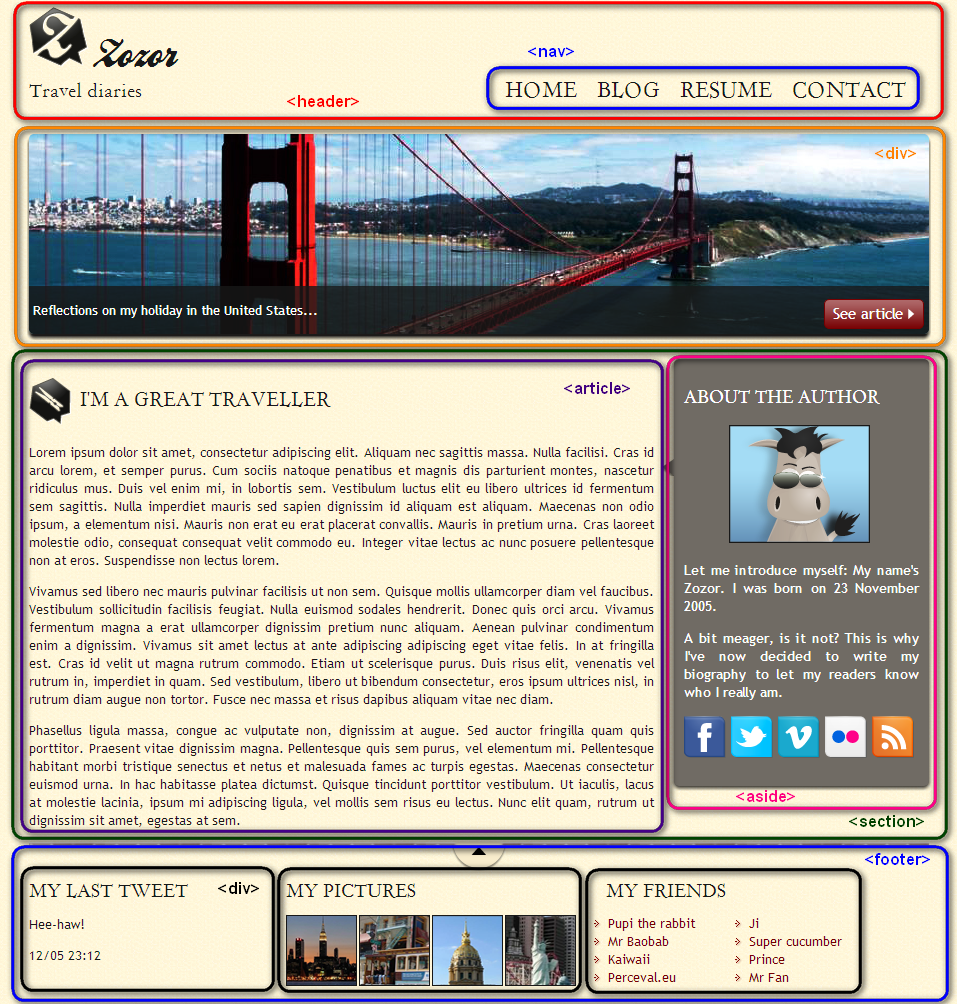 Zozor
<nav>
Travel diaries
<header>
HOME BLOG RESUME CONTACT
<div>
Reflections on my holiday in the United States...
See article
I'M A GREAT TRAVELLER
<article>
Lorem ipsum dolor sit amet, consectetur adipiscing elit. Aliquam nec sagittis massa. Nulla facilisi. Cras id
arcu lorem, et semper purus. Cum sociis natoque penatibus et magnis dis parturient montes, nascetur
ridiculus mus. Duis vel enim mi, in lobortis sem. Vestibulum luctus elit eu libero ultrices id fermentum
sem sagittis. Nulla imperdiet mauris sed sapien dignissim id aliquam est aliquam. Maecenas non odio
ipsum, a elementum nisi. Mauris non erat eu erat placerat convallis. Mauris in pretium urna. Cras laoreet
molestie odio, consequat consequat velit commodo eu. Integer vitae lectus ac nunc posuere pellentesque
non at eros. Suspendisse non lectus lorem.
Vivamus sed libero nec mauris pulvinar facilisis ut non sem. Quisque mollis ullamcorper diam vel faucibus.
Vestibulum sollicitudin facilisis feugiat. Nulla euismod sodales hendrerit. Donec quis orci arcu. Vivamus
fermentum magna a erat ullamcorper dignissim pretium nunc aliquam. Aenean pulvinar condimentum
enim a dignissim. Vivamus sit amet lectus at ante adipiscing adipiscing eget vitae felis. In at fringilla
est. Cras id velit ut magna rutrum commodo. Etiam ut scelerisque purus. Duis risus elit, venenatis vel
rutrum in, imperdiet in quam. Sed vestibulum, libero ut bibendum consectetur, eros ipsum ultrices nisl, in
rutrum diam augue non tortor. Fusce nec massa et risus dapibus aliquam vitae nec diam.
Phasellus ligula massa, congue ac vulputate non, dignissim at augue. Sed auctor fringilla quam quis
porttitor. Praesent vitae dignissim magna. Pellentesque quis sem purus, vel elementum mi. Pellentesque
habitant morbi tristique senectus et netus et malesuada fames ac turpis egestas. Maecenas consectetur
euismod urna. In hac habitasse platea dictumst. Quisque tincidunt porttitor vestibulum. Ut iaculis, lacus
at molestie lacinia, ipsum mi adipiscing ligula, vel mollis sem risus eu lectus. Nunc elit quam, rutrum ut
dignissim sit amet, egestas at sem.
ABOUT THE AUTHOR
Let me introduce myself: My name's
Zozor. I was born on 23 November
2005.
A bit meager, is it not? This is why
I've now decided to write my
biography to let my readers know
who I really am.
<aside>
<section>
<footer>
MY LAST TWEET
<div>
Hee-haw!
12/05 23:12
MY PICTURES
MY FRIENDS
Pupi the rabbit
Mr Baobab
Kaiwaii
Perceval.eu
Ji
Super cucumber
Prince
Mr Fan